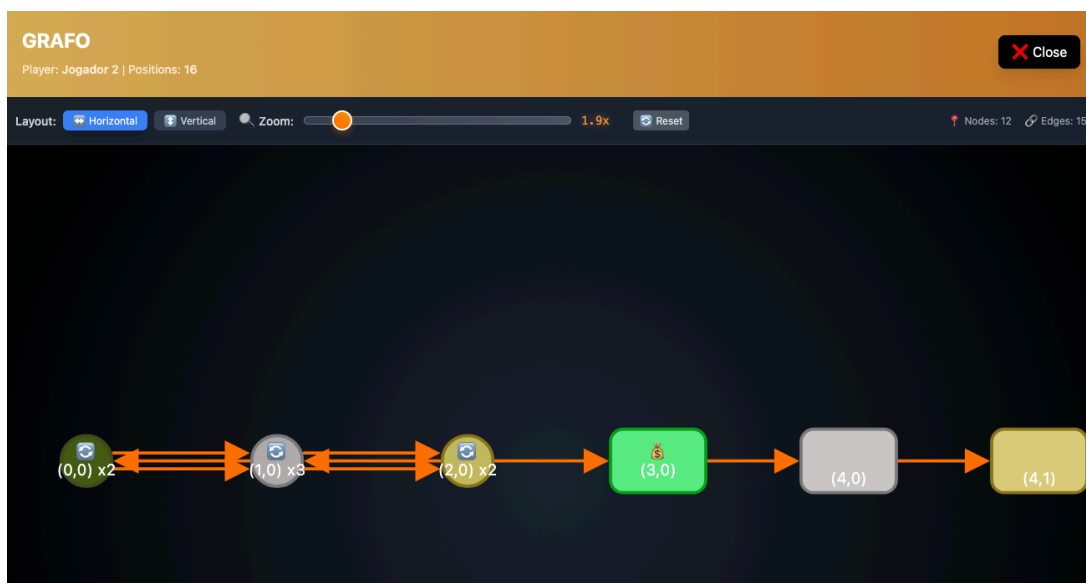 GRAFO
Player: Jogador 2 | Positions: 16
Close
Layout: Horizontal Vertical Zoom: 1.9x Reset Nodes: 12 Edges: 15
(0,0) x2 (1,0) x3 (2,0) x2 (3,0) (4,0) (4,1)